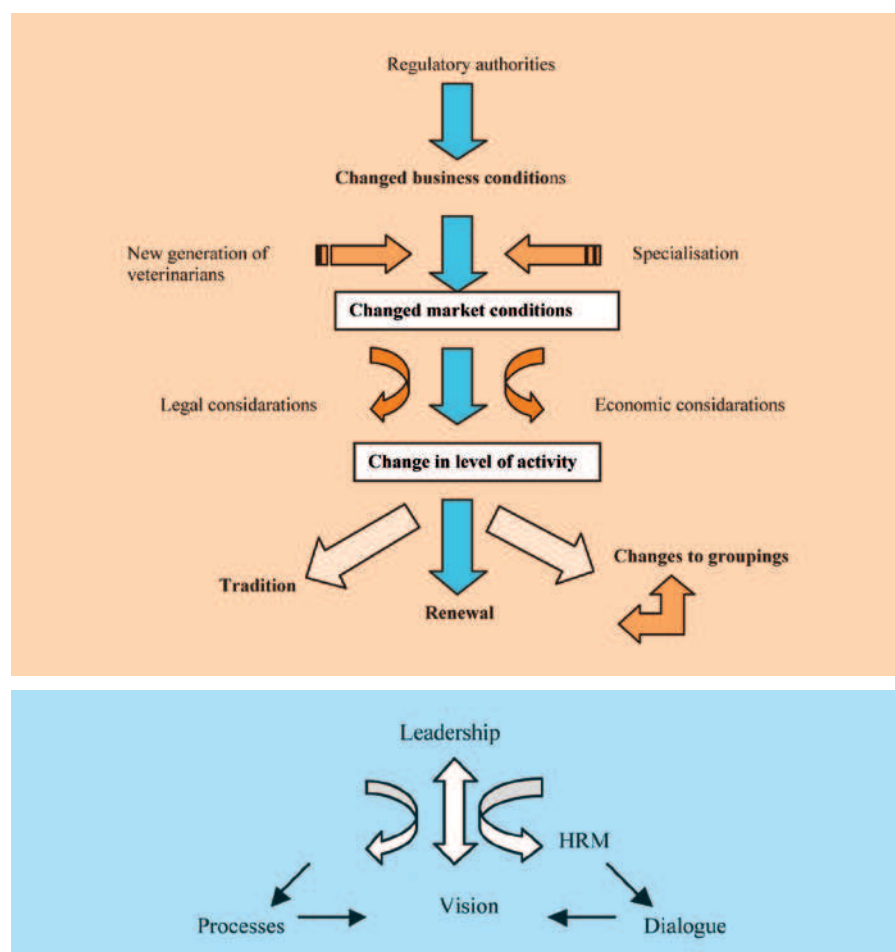 Regulatory authorities
Changed business conditions
New generation of
veterinarians
Specialisation
Changed market conditions
Legal considarations
Economic considarations
Change in level of activity
Changes to groupings
Tradition
Renewal
Leadership
HRM
Vision
Processes
Dialogue